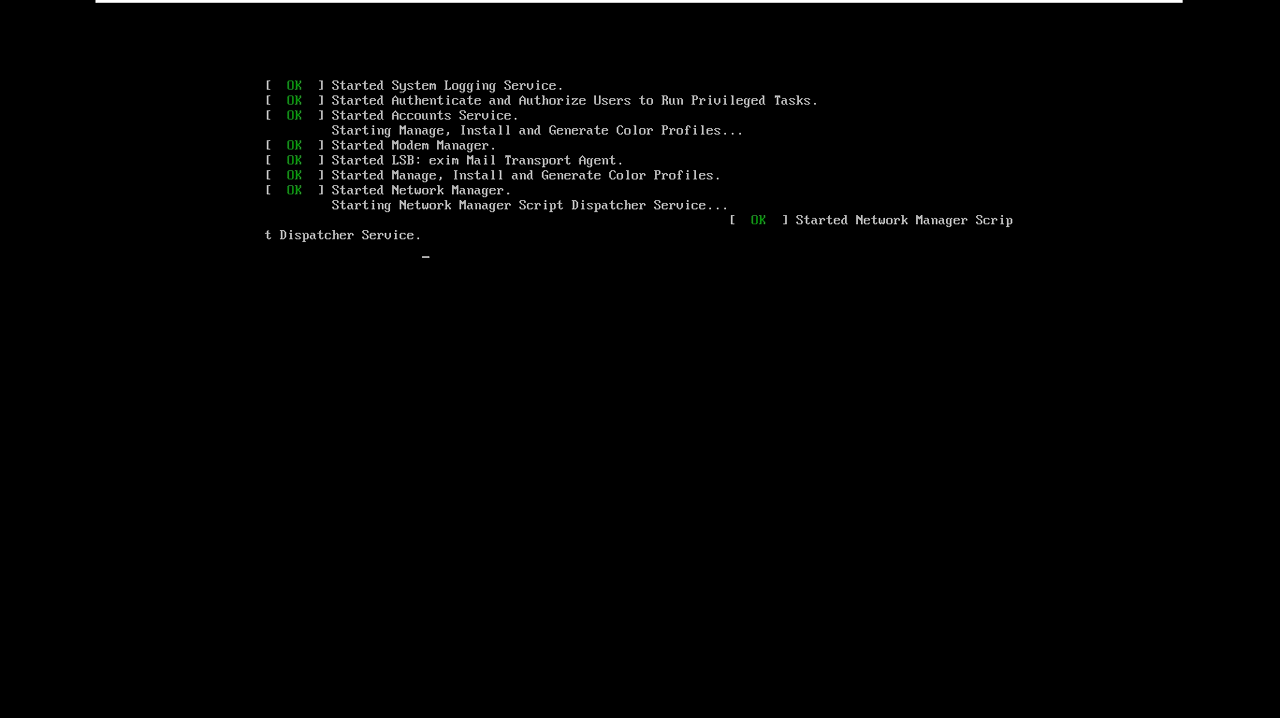 [  OK  ] Started System Logging Service.
[  OK  ] Started Authenticate and Authorize Users to Run Privileged Tasks.
[  OK  ] Started Accounts Service.
         Starting Manage, Install and Generate Color Profiles...
[  OK  ] Started Modem Manager.
[  OK  ] Started LSB: exim Mail Transport Agent.
[  OK  ] Started Manage, Install and Generate Color Profiles.
[  OK  ] Started Network Manager.
         Starting Network Manager Script Dispatcher Service...
[  OK  ] Started Network Manager Scrip
t Dispatcher Service.
_